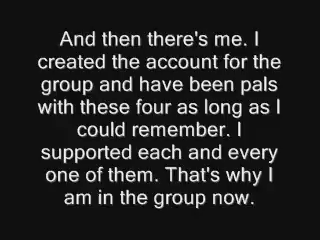 And then there's me. I
created the account for the
group and have been pals
with these four as long as I
could remember. I
supported each and every
one of them. That's why I
am in the group now.